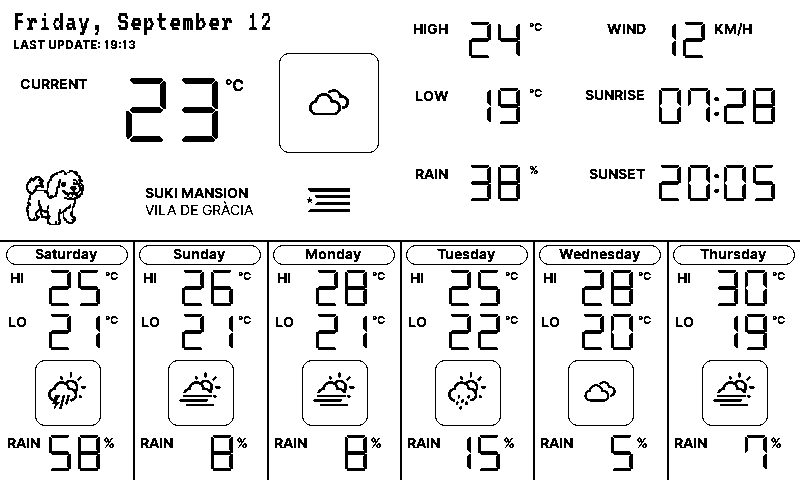 Friday, September 12
LAST UPDATE: 19:13
CURRENT 23 °C
HIGH 24 °C
WIND 12 KM/H
LOW 19 °C
SUNRISE 07:28
RAIN 38 %
SUNSET 20:05
SUKI MANSION
VILA DE GRÀCIA
Saturday
HI 25 °C
LO 21 °C
RAIN 58 %
Sunday
HI 26 °C
LO 21 °C
RAIN 8 %
Monday
HI 28 °C
LO 21 °C
RAIN 8 %
Tuesday
HI 25 °C
LO 22 °C
RAIN 15 %
Wednesday
HI 28 °C
LO 20 °C
RAIN 5 %
Thursday
HI 30 °C
LO 19 °C
RAIN 7 %